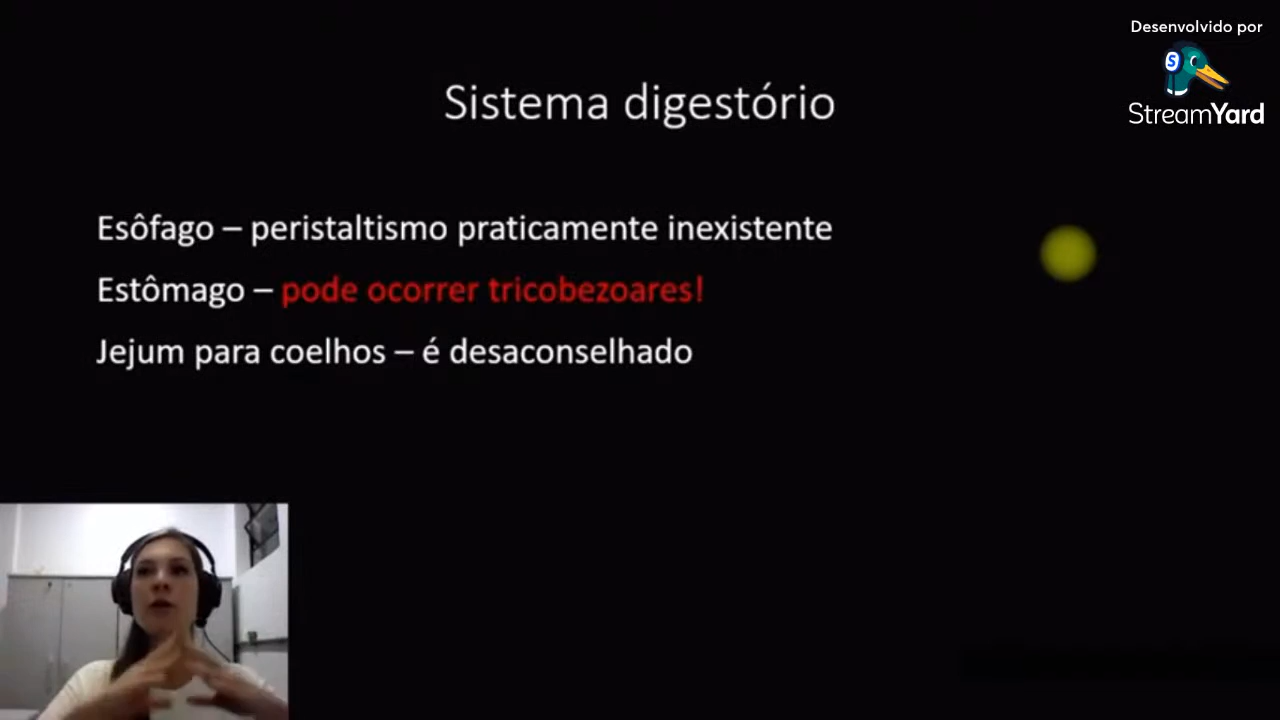 Desenvolvido por
StreamYard
Sistema digestório
Esôfago – peristaltismo praticamente inexistente
Estômago – pode ocorrer tricobezoares!
Jejum para coelhos – é desaconselhado